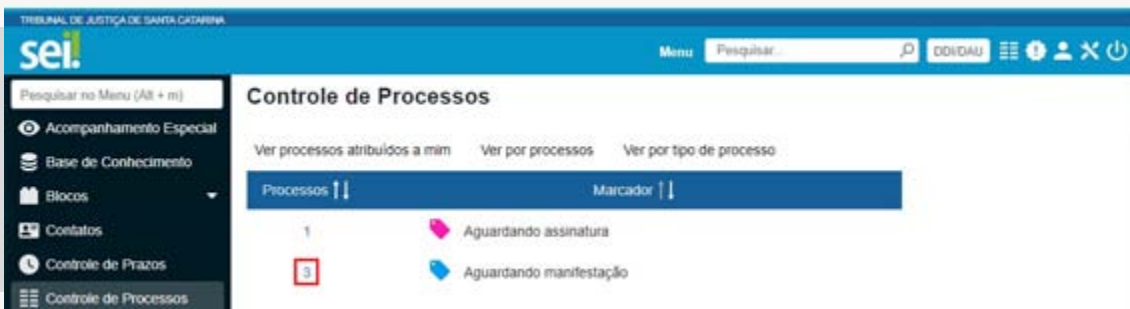 TRIBUNAL DE JUSTIÇA DE SANTA CATARINA
sei!
Menu Pesquisar... DDI/DAU
Pesquisar no Menu (Alt + m)
Controle de Processos
Acompanhamento Especial
Ver processos atribuídos a mim Ver por processos Ver por tipo de processo
Base de Conhecimento
Blocos
Processos Marcador
Contatos
1 Aguardando assinatura
Controle de Prazos
3 Aguardando manifestação
Controle de Processos